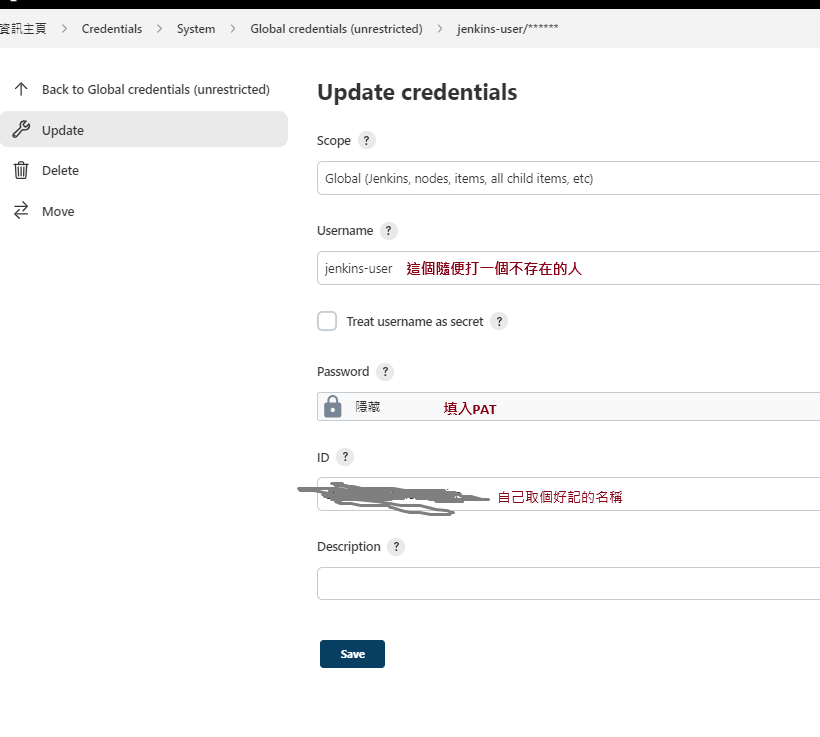 資訊主頁 > Credentials > System > Global credentials (unrestricted) > jenkins-user/******
Back to Global credentials (unrestricted)
Update
Delete
Move
Update credentials
Scope ?
Global (Jenkins, nodes, items, all child items, etc)
Username ?
jenkins-user 這個隨便打一個不存在的人
Treat username as secret ?
Password ?
隱藏 填入PAT
ID ?
自己取個好記的名稱
Description ?
Save